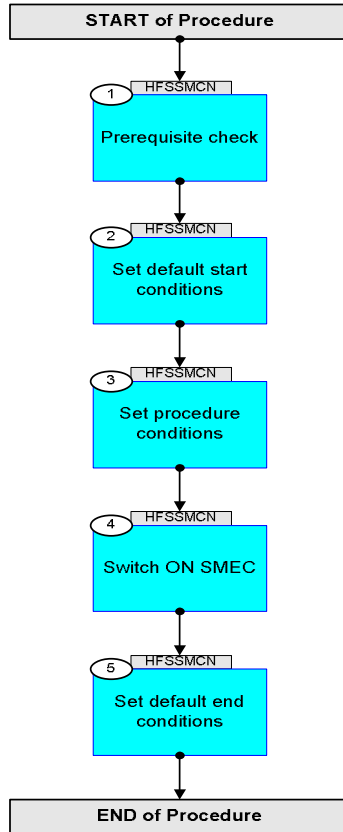 START of Procedure
HFSSMCN
1
Prerequisite check
HFSSMCN
2
Set default start
conditions
HFSSMCN
3
Set procedure
conditions
HFSSMCN
4
Switch ON SMEC
HFSSMCN
5
Set default end
conditions
END of Procedure